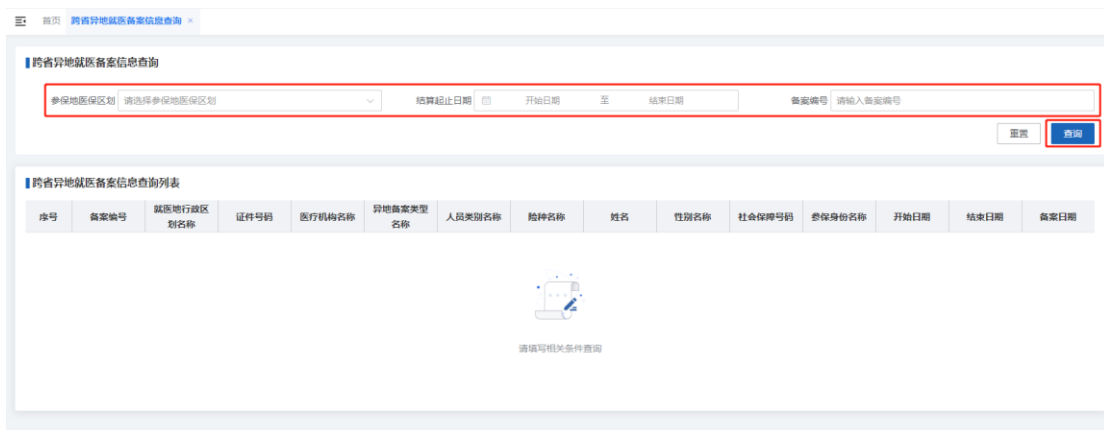 首页 跨省异地就医备案信息查询 ×
跨省异地就医备案信息查询
参保地医保区划 请选择参保地医保区划 结算起止日期 开始日期 至 结束日期 备案编号 请输入备案编号
重置 查询
跨省异地就医备案信息查询列表
序号 备案编号 就医地行政区划名称 证件号码 医疗机构名称 异地备案类型名称 人员类别名称 险种名称 姓名 性别名称 社会保障号码 参保身份名称 开始日期 结束日期 备案日期
请填写相关条件查询